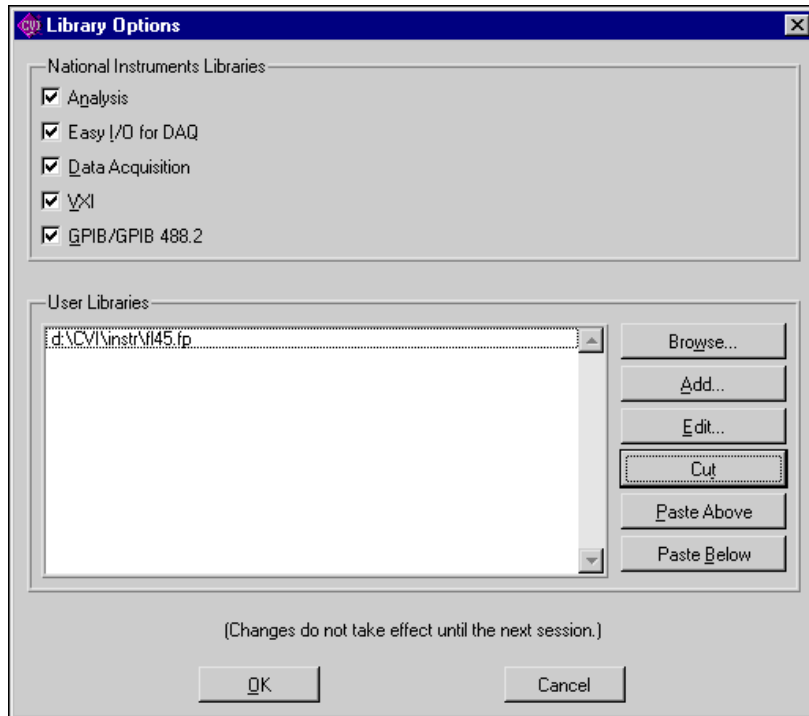 CVI Library Options
National Instruments Libraries
Analysis
Easy I/O for DAQ
Data Acquisition
VXI
GPIB/GPIB 488.2
User Libraries
d:\CVI\instr\fl45.fp
Browse...
Add...
Edit...
Cut
Paste Above
Paste Below
(Changes do not take effect until the next session.)
OK
Cancel